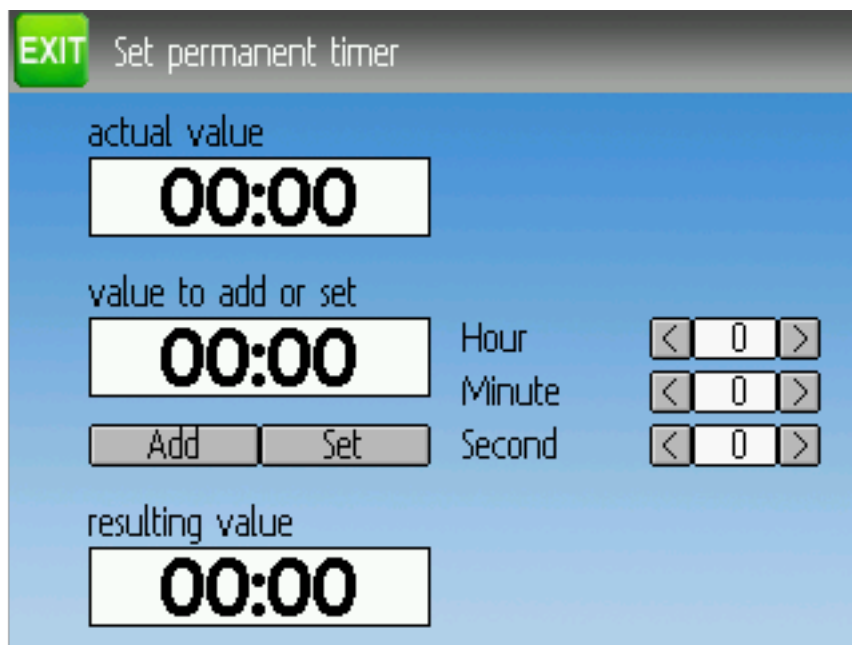 EXIT Set permanent timer
actual value
00:00
value to add or set
00:00
Hour < 0 >
Minute < 0 >
Add Set
Second < 0 >
resulting value
00:00